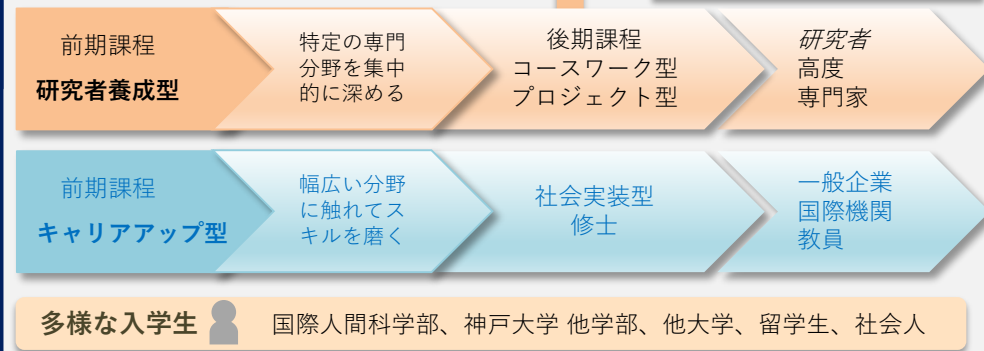 前期課程
研究者養成型
特定の専門
分野を集中
的に深める
後期課程
コースワーク型
プロジェクト型
研究者
高度
専門家
前期課程
キャリアアップ型
幅広い分野
に触れてス
キルを磨く
社会実装型
修士
一般企業
国際機関
教員
多様な入学生 国際人間科学部、神戸大学 他学部、他大学、留学生、社会人